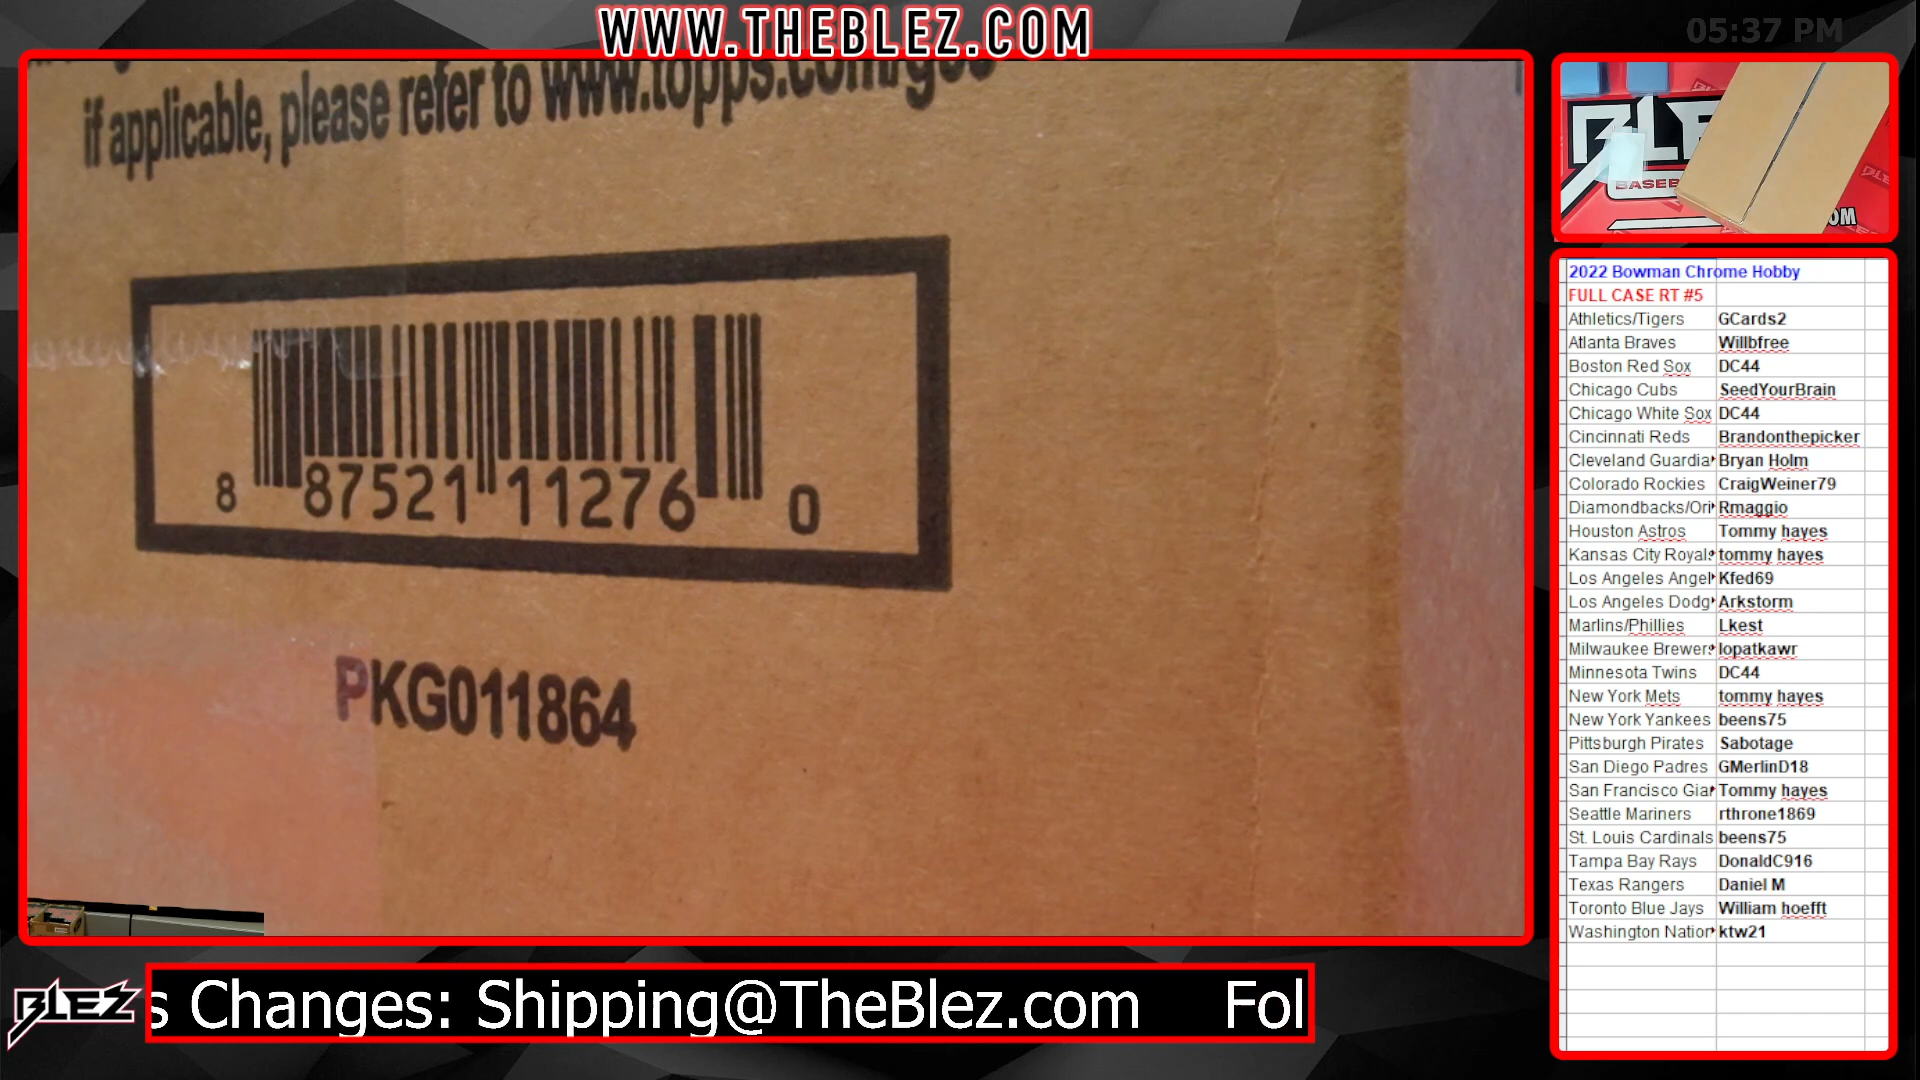 WWW.THEBLEZ.COM
05:37 PM
if applicable, please refer to www.topps.com/
8 87521 11276 0
PKG011864
BLE
BASEB
OM
2022 Bowman Chrome Hobby
FULL CASE RT #5
Athletics/Tigers GCards2
Atlanta Braves Willbfree
Boston Red Sox DC44
Chicago Cubs SeedYourBrain
Chicago White Sox DC44
Cincinnati Reds Brandonthepicker
Cleveland Guardia Bryan Holm
Colorado Rockies CraigWeiner79
Diamondbacks/Ori Rmaggio
Houston Astros Tommy hayes
Kansas City Royals tommy hayes
Los Angeles Angel Kfed69
Los Angeles Dodg Arkstorm
Marlins/Phillies Lkest
Milwaukee Brewers lopatkawr
Minnesota Twins DC44
New York Mets tommy hayes
New York Yankees beens75
Pittsburgh Pirates Sabotage
San Diego Padres GMerlinD18
San Francisco Gia Tommy hayes
Seattle Mariners rthrone1869
St. Louis Cardinals beens75
Tampa Bay Rays DonaldC916
Texas Rangers Daniel M
Toronto Blue Jays William hoefft
Washington Nation ktw21
BLEZ
s Changes: Shipping@TheBlez.com Fol